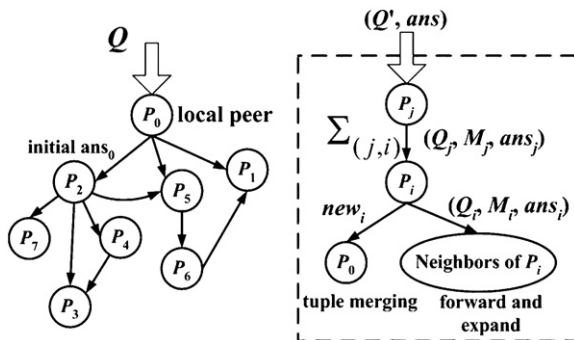 Q
P0 local peer
initial ans0
P2
P5
P1
P7
P4
P6
P3
(Q', ans)
Pj
∑(j,i)
(Qj, Mj, ansj)
Pi
newi
(Qi, Mi, ansi)
P0
Neighbors of Pi
tuple merging
forward and
expand